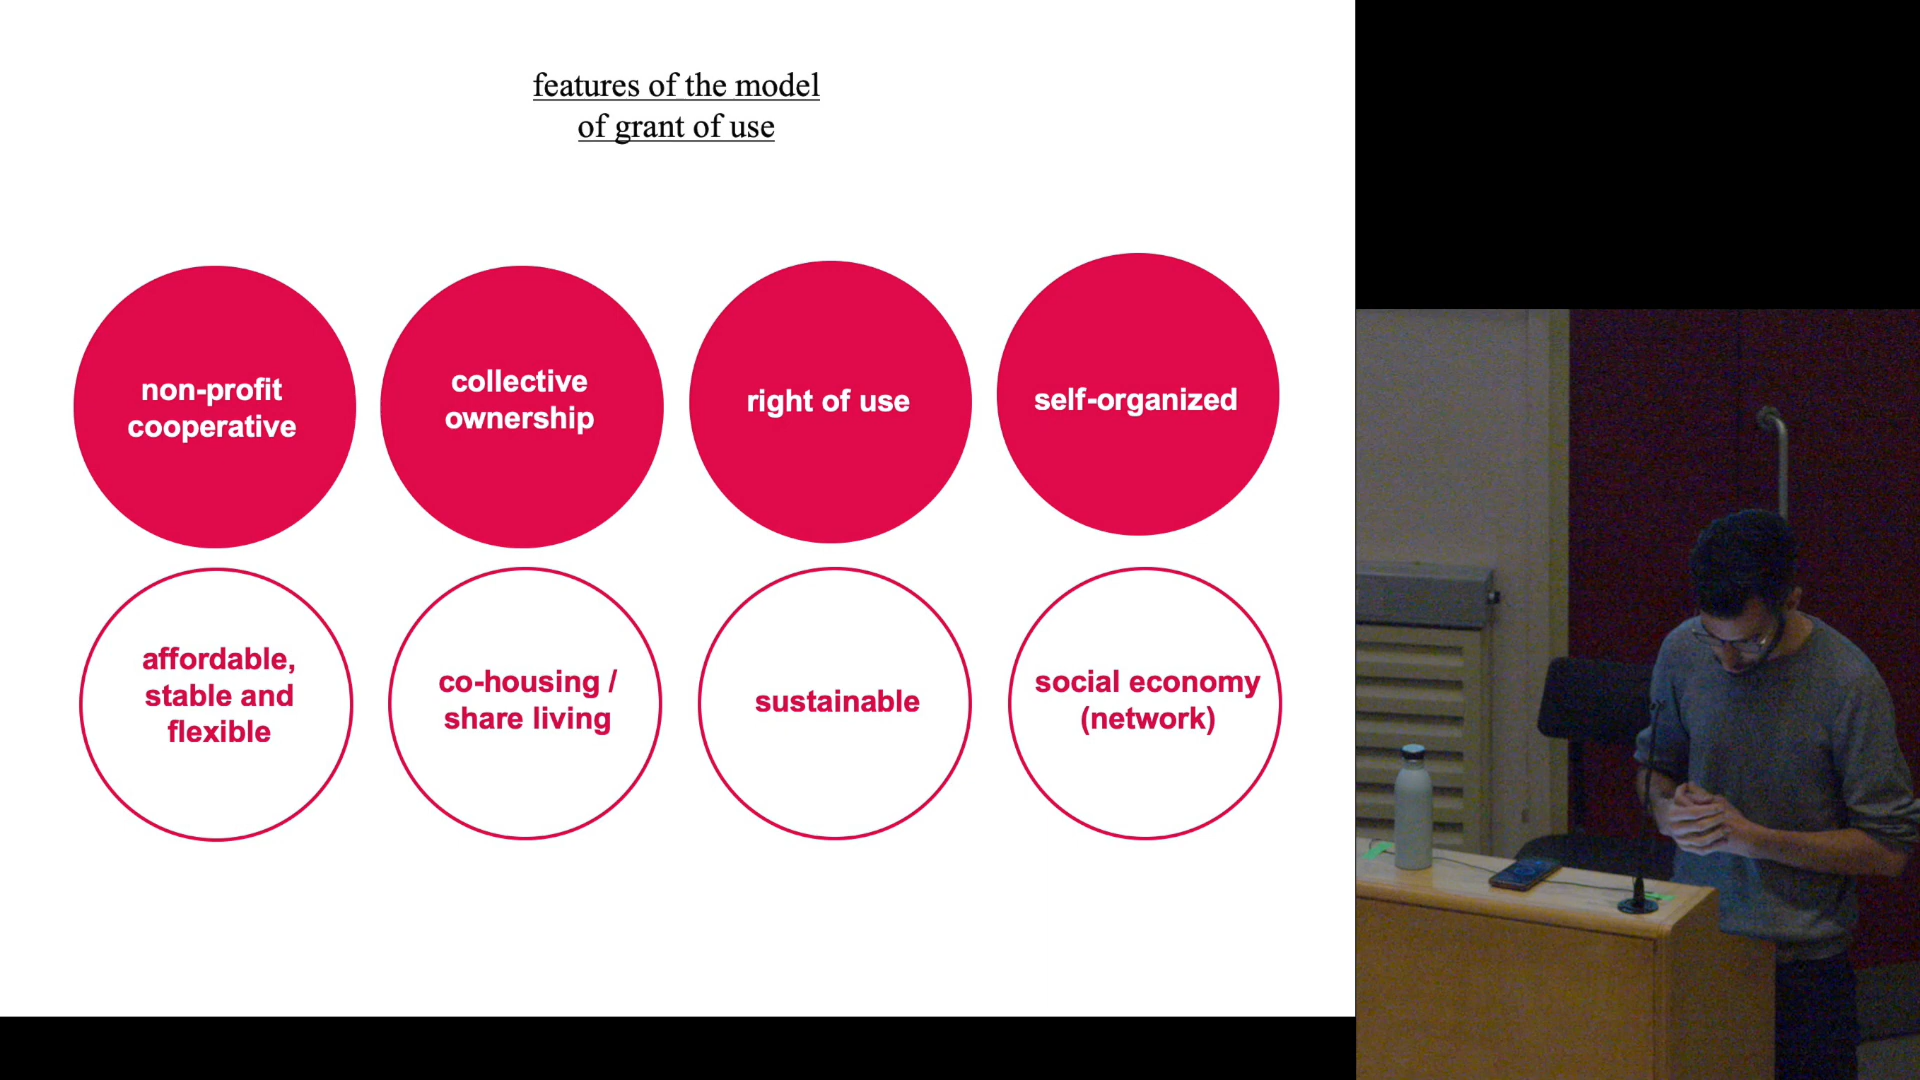 features of the model
of grant of use
non-profit
cooperative
collective
ownership
right of use
self-organized
affordable,
stable and
flexible
co-housing /
share living
sustainable
social economy
(network)